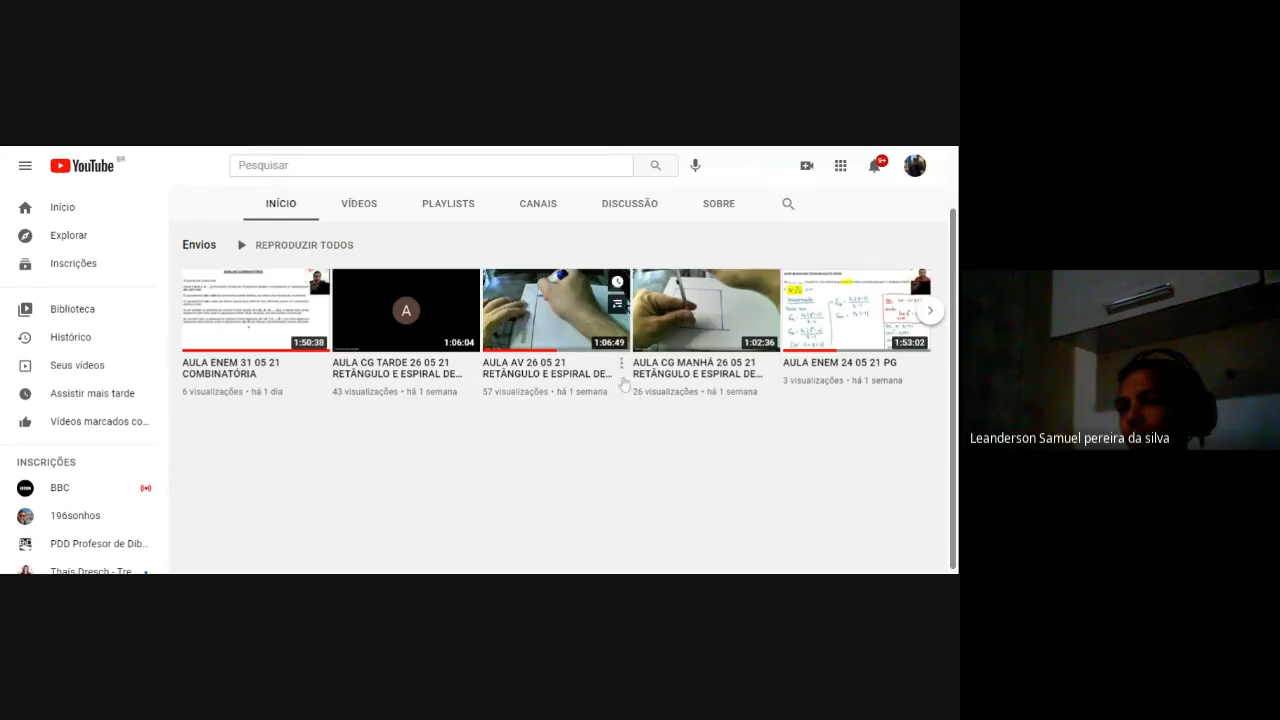 YouTube BR
Pesquisar
9+
Início
Explorar
Inscrições
Biblioteca
Histórico
Seus vídeos
Assistir mais tarde
Vídeos marcados co...
INSCRIÇÕES
BBC
196sonhos
PDD Profesor de Dib...
Thais Dresch - Tre
INÍCIO
VÍDEOS
PLAYLISTS
CANAIS
DISCUSSÃO
SOBRE
Envios
REPRODUZIR TODOS
1:50:38
AULA ENEM 31 05 21
COMBINATÓRIA
6 visualizações • há 1 dia
A
1:06:04
AULA CG TARDE 26 05 21
RETÂNGULO E ESPIRAL DE...
43 visualizações • há 1 semana
1:06:49
AULA AV 26 05 21
RETÂNGULO E ESPIRAL DE...
57 visualizações • há 1 semana
1:02:36
AULA CG MANHÃ 26 05 21
RETÂNGULO E ESPIRAL DE...
26 visualizações • há 1 semana
1:53:02
AULA ENEM 24 05 21 PG
3 visualizações • há 1 semana
Leanderson Samuel pereira da silva